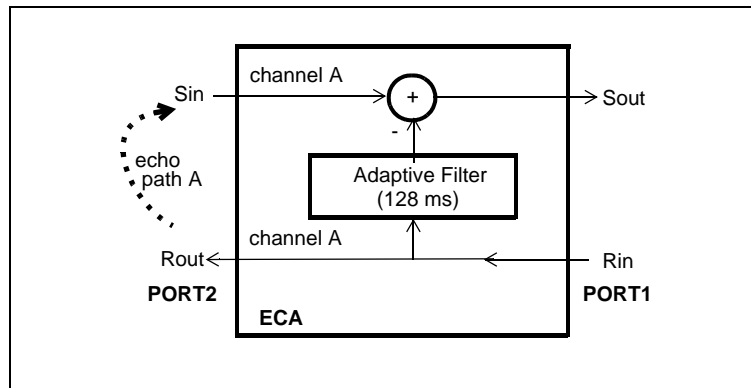 channel A
Sin
+
Sout
-
echo
path A
Adaptive Filter
(128 ms)
channel A
Rout
Rin
PORT2
PORT1
ECA